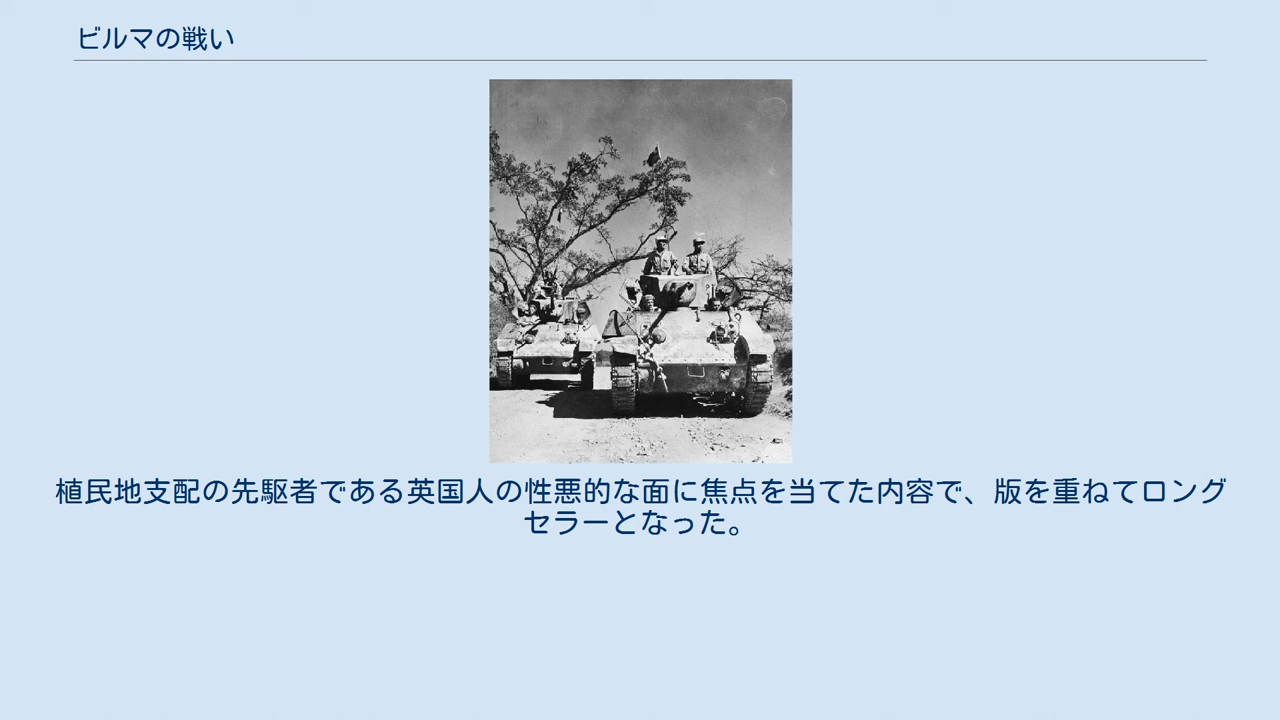 ビルマの戦い
植民地支配の先駆者である英国人の性悪的な面に焦点を当てた内容で、版を重ねてロング
セラーとなった。